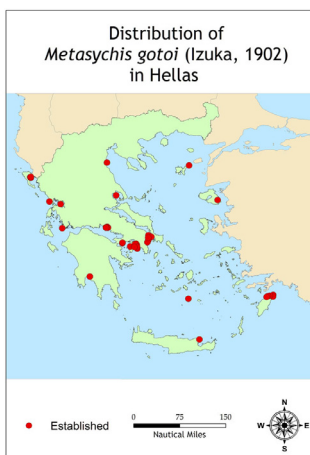 Distribution of
Metasychis gotoi (Izuka, 1902)
in Hellas
Established
0 75 150
Nautical Miles
N
W E
S